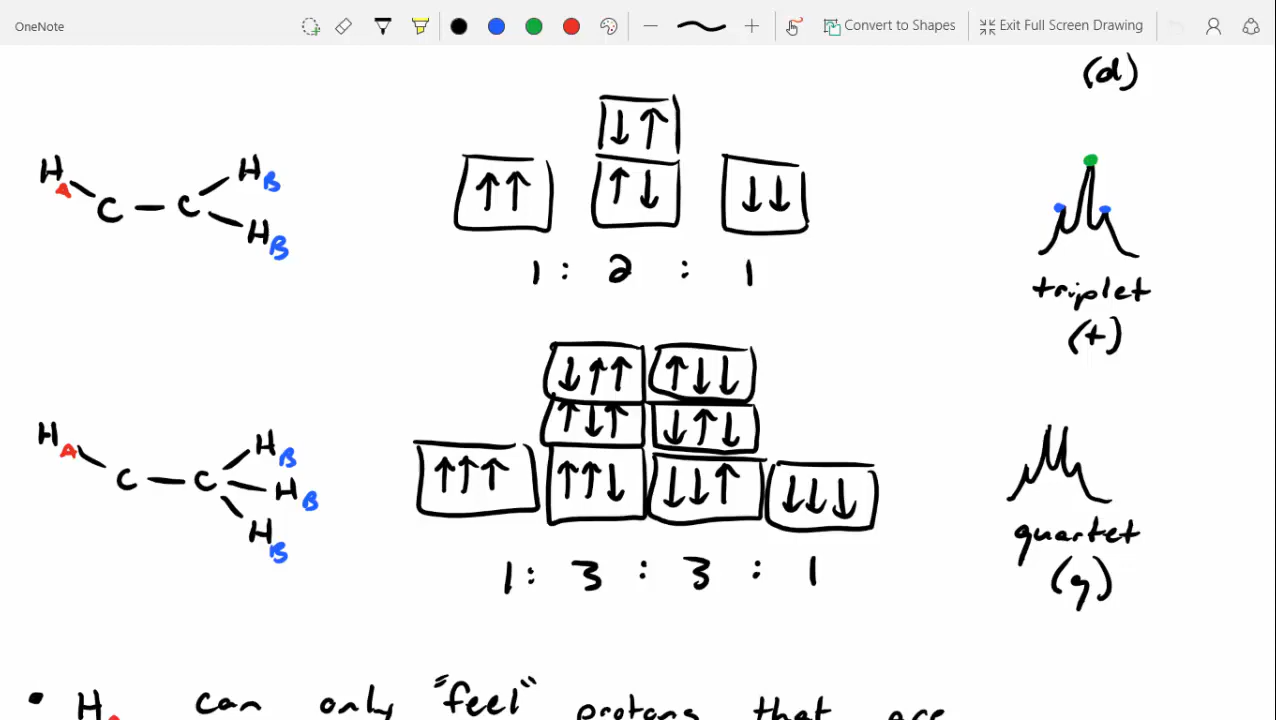 OneNote
Convert to Shapes
Exit Full Screen Drawing
(d)
↓↑
↑↑ ↑↓ ↓↓
H A C — C H B H B
1 : 2 : 1
triplet
(t)
↓↑↑ ↑↓↓
↑↓↑ ↓↑↓
↑↑↑ ↑↑↓ ↓↓↑ ↓↓↓
H A C — C H B H B H B
1 : 3 : 3 : 1
quartet
(q)
• H can only "feel" protons that are